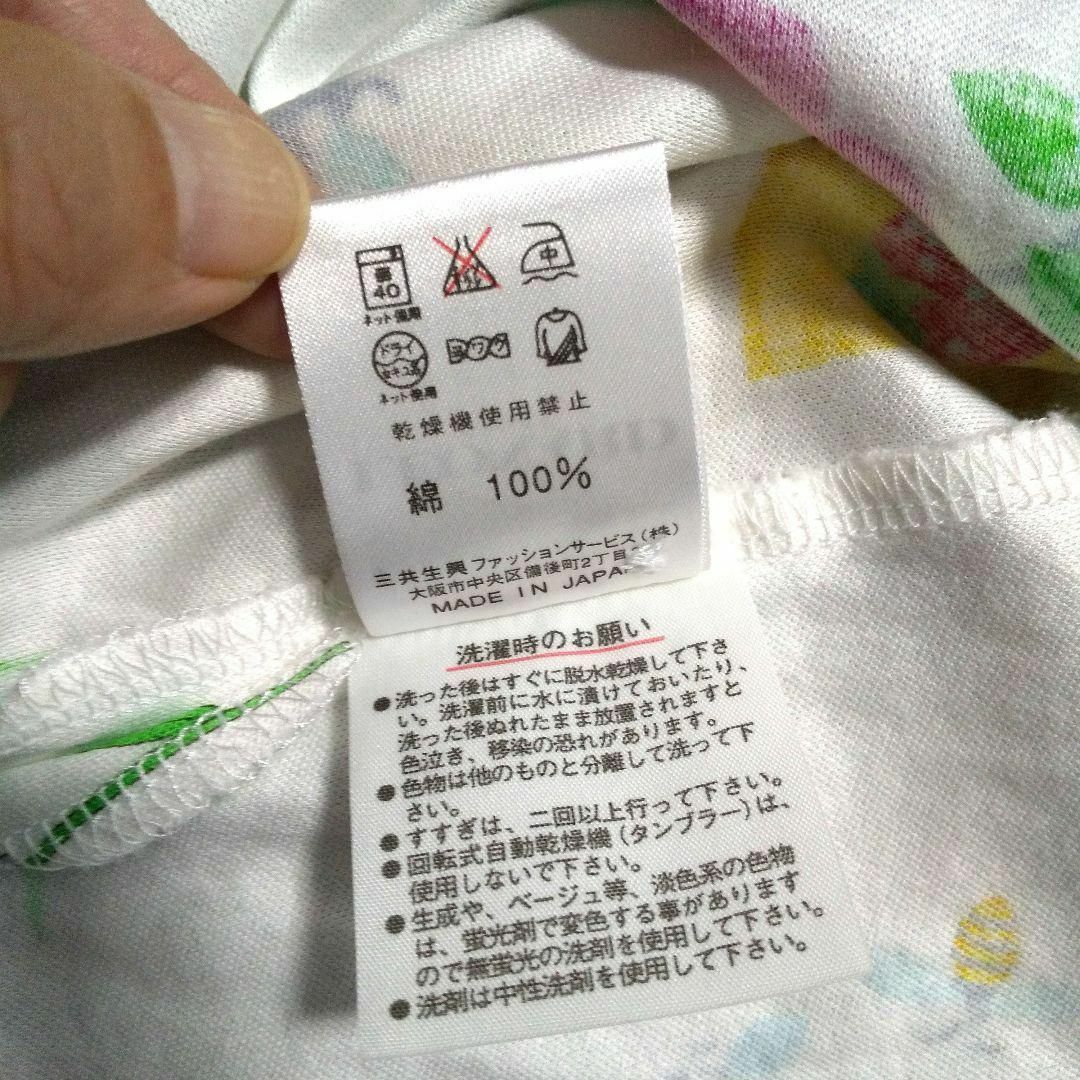 弱
40
ネット使用
エンソ
中
ドライ
セキユ系
ネット使用
ヨワク
乾燥機使用禁止
綿 100%
三共生興ファッションサービス(株)
大阪市中央区備後町2丁目
MADE IN JAPAN
洗濯時のお願い
●洗った後はすぐに脱水乾燥して下さ
い。洗濯前に水に漬けておいたり、
洗った後ぬれたまま放置されますと
色泣き、移染の恐れがあります。
●色物は他のものと分離して洗って下
さい。
●すすぎは、二回以上行って下さい。
●回転式自動乾燥機(タンブラー)は、
使用しないで下さい。
●生成や、ベージュ等、淡色系の色物
は、蛍光剤で変色する事があります
ので無蛍光の洗剤を使用して下さい。
●洗剤は中性洗剤を使用して下さい。